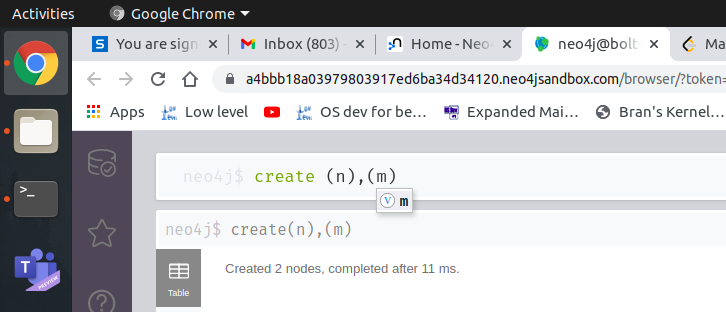 Activities Google Chrome
You are sign Inbox (803) - Home - Neo neo4j@bolt Ma
a4bbb18a03979803917ed6ba34d34120.neo4jsandbox.com/browser/?token=
Apps Low level OS dev for be... Expanded Mai... Bran's Kernel...
neo4j$ create (n),(m)
V m
neo4j$ create(n),(m)
Created 2 nodes, completed after 11 ms.
Table
PREVIEW